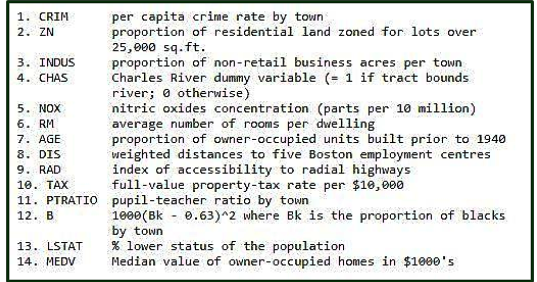 1. CRIM per capita crime rate by town
2. ZN proportion of residential land zoned for lots over
25,000 sq.ft.
3. INDUS proportion of non-retail business acres per town
4. CHAS Charles River dummy variable (= 1 if tract bounds
river; 0 otherwise)
5. NOX nitric oxides concentration (parts per 10 million)
6. RM average number of rooms per dwelling
7. AGE proportion of owner-occupied units built prior to 1940
8. DIS weighted distances to five Boston employment centres
9. RAD index of accessibility to radial highways
10. TAX full-value property-tax rate per $10,000
11. PTRATIO pupil-teacher ratio by town
12. B 1000(Bk - 0.63)^2 where Bk is the proportion of blacks
by town
13. LSTAT % lower status of the population
14. MEDV Median value of owner-occupied homes in $1000's